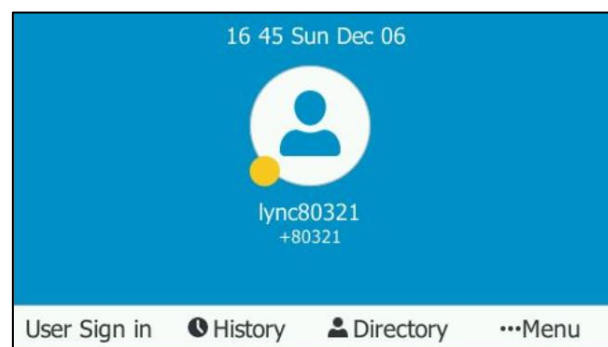 16 45 Sun Dec 06
lync80321
+80321
User Sign in History Directory •••Menu